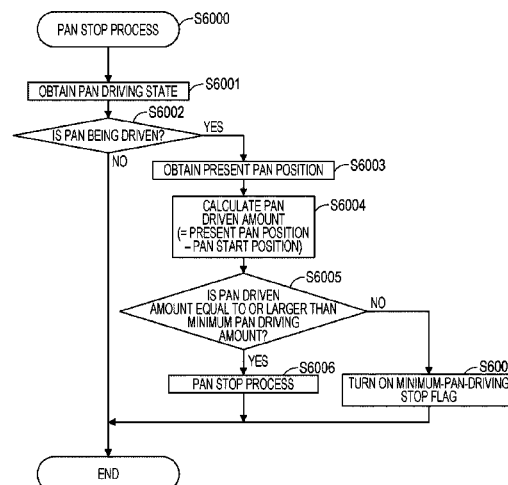 PAN STOP PROCESS
S6000
OBTAIN PAN DRIVING STATE
S6001
IS PAN BEING DRIVEN?
S6002
YES
NO
OBTAIN PRESENT PAN POSITION
S6003
CALCULATE PAN
DRIVEN AMOUNT
(= PRESENT PAN POSITION
– PAN START POSITION)
S6004
IS PAN DRIVEN
AMOUNT EQUAL TO OR LARGER THAN
MINIMUM PAN DRIVING
AMOUNT?
S6005
NO
YES
PAN STOP PROCESS
S6006
TURN ON MINIMUM-PAN-DRIVING
STOP FLAG
END